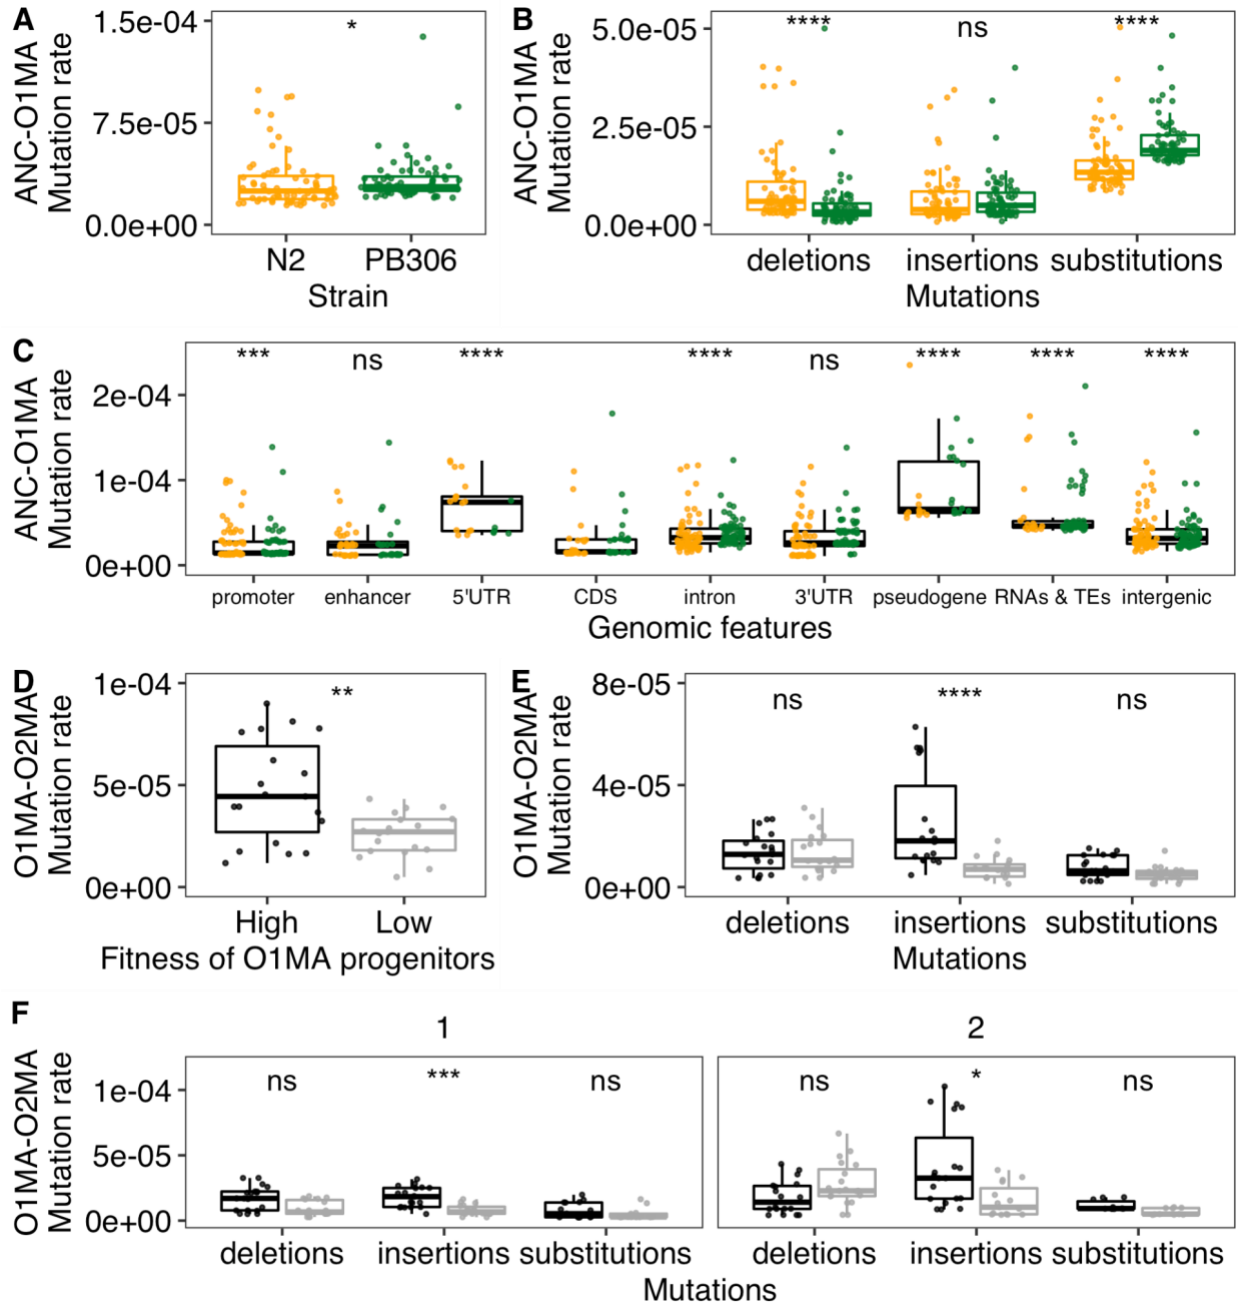 A
ANC-O1MA
Mutation rate
1.5e-04
7.5e-05
0.0e+00
*
N2 PB306
Strain
B
ANC-O1MA
Mutation rate
5.0e-05
2.5e-05
0.0e+00
**** ns ****
deletions insertions substitutions
Mutations
C
ANC-O1MA
Mutation rate
2e-04
1e-04
0e+00
*** ns **** **** ns **** **** ****
promoter enhancer 5'UTR CDS intron 3'UTR pseudogene RNAs & TEs intergenic
Genomic features
D
O1MA-O2MA
Mutation rate
1e-04
5e-05
0e+00
**
High Low
Fitness of O1MA progenitors
E
O1MA-O2MA
Mutation rate
8e-05
4e-05
0e+00
ns **** ns
deletions insertions substitutions
Mutations
F
O1MA-O2MA
Mutation rate
1 2
1e-04
5e-05
0e+00
ns *** ns ns * ns
deletions insertions substitutions deletions insertions substitutions
Mutations